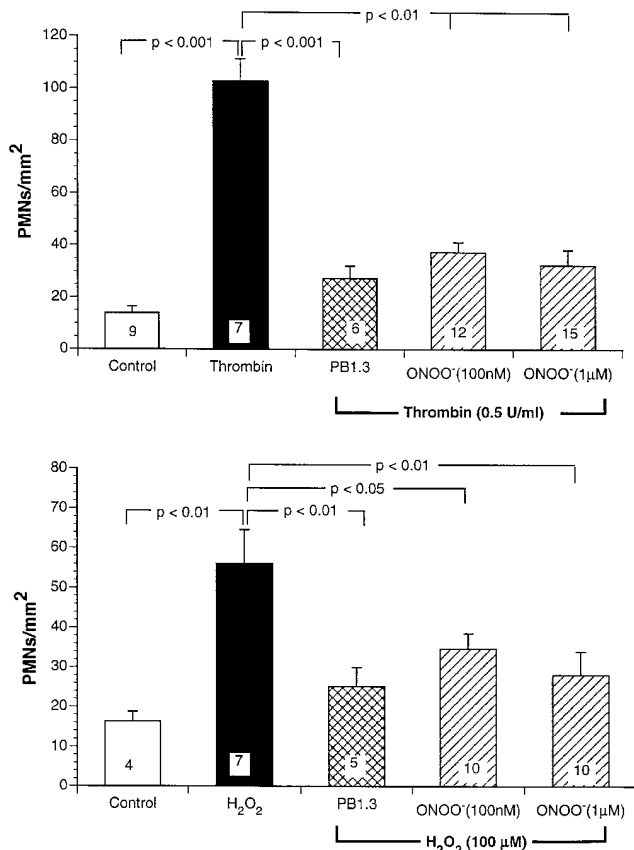 p < 0.01
p < 0.001 p < 0.001
120
100
80
60
40
20
0
PMNs/mm²
9 7 6 12 15
Control Thrombin PB1.3 ONOO⁻(100nM) ONOO⁻(1μM)
Thrombin (0.5 U/ml)
80
70
60
50
40
30
20
10
0
PMNs/mm²
p < 0.01
p < 0.05
p < 0.01 p < 0.01
4 7 5 10 10
Control H₂O₂ PB1.3 ONOO⁻(100nM) ONOO⁻(1μM)
H₂O₂ (100 μM)